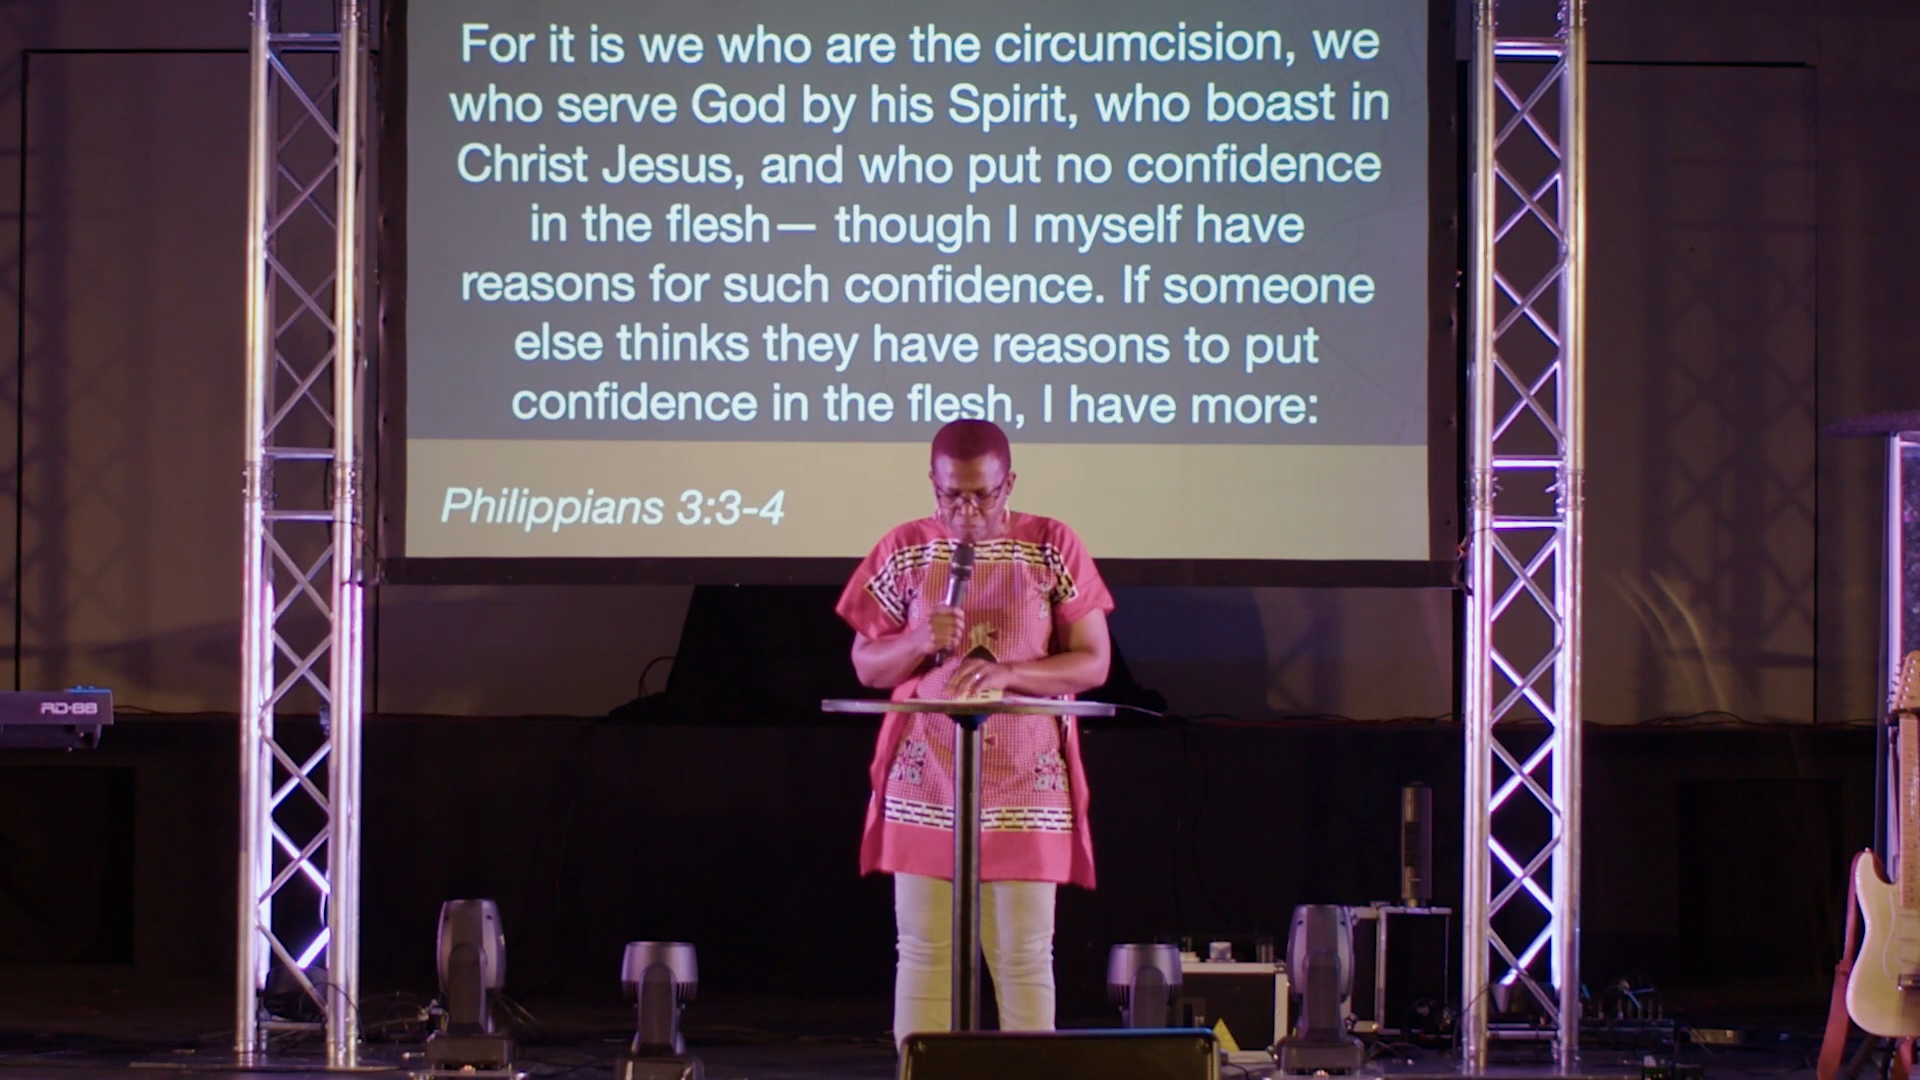 For it is we who are the circumcision, we
who serve God by his Spirit, who boast in
Christ Jesus, and who put no confidence
in the flesh— though I myself have
reasons for such confidence. If someone
else thinks they have reasons to put
confidence in the flesh, I have more:
Philippians 3:3-4
RD-88